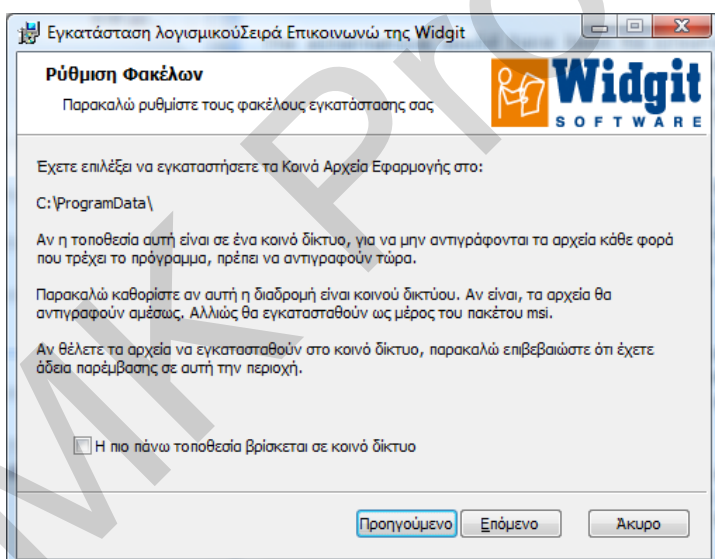 Εγκατάσταση λογισμικούΣειρά Επικοινωνώ της Widgit
Ρύθμιση Φακέλων
Παρακαλώ ρυθμίστε τους φακέλους εγκατάστασης σας
Widgit
SOFTWARE
Έχετε επιλέξει να εγκαταστήσετε τα Κοινά Αρχεία Εφαρμογής στο:
C:\ProgramData\
Αν η τοποθεσία αυτή είναι σε ένα κοινό δίκτυο, για να μην αντιγράφονται τα αρχεία κάθε φορά
που τρέχει το πρόγραμμα, πρέπει να αντιγραφούν τώρα.
Παρακαλώ καθορίστε αν αυτή η διαδρομή είναι κοινού δικτύου. Αν είναι, τα αρχεία θα
αντιγραφούν αμέσως. Αλλιώς θα εγκατασταθούν ως μέρος του πακέτου msi.
Αν θέλετε τα αρχεία να εγκατασταθούν στο κοινό δίκτυο, παρακαλώ επιβεβαιώστε ότι έχετε
άδεια παρέμβασης σε αυτή την περιοχή.
Η πιο πάνω τοποθεσία βρίσκεται σε κοινό δίκτυο
Προηγούμενο Επόμενο Άκυρο
MK Pro